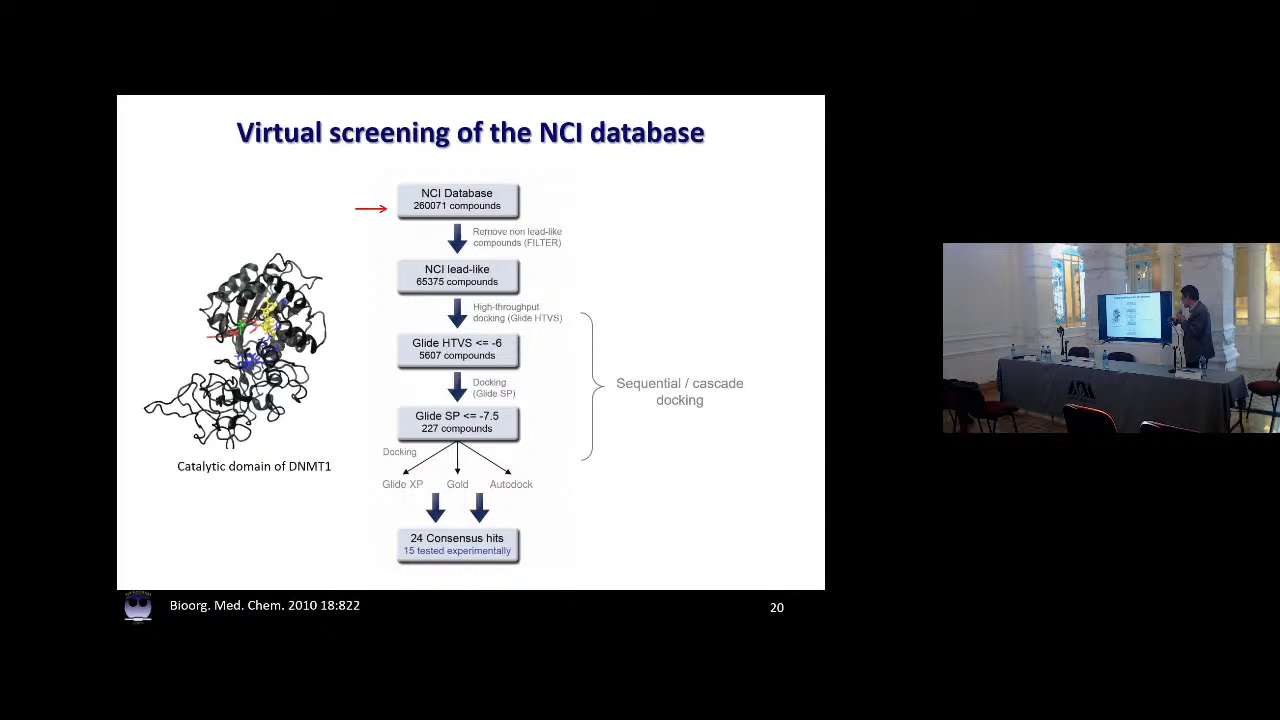 Virtual screening of the NCI database
NCI Database
260071 compounds
Remove non lead-like
compounds (FILTER)
NCI lead-like
65375 compounds
High-throughput
docking (Glide HTVS)
Glide HTVS <= -6
5607 compounds
Docking
(Glide SP)
Glide SP <= -7.5
227 compounds
Docking
Glide XP
Gold
Autodock
24 Consensus hits
15 tested experimentally
Sequential / cascade
docking
Catalytic domain of DNMT1
Bioorg. Med. Chem. 2010 18:822
20